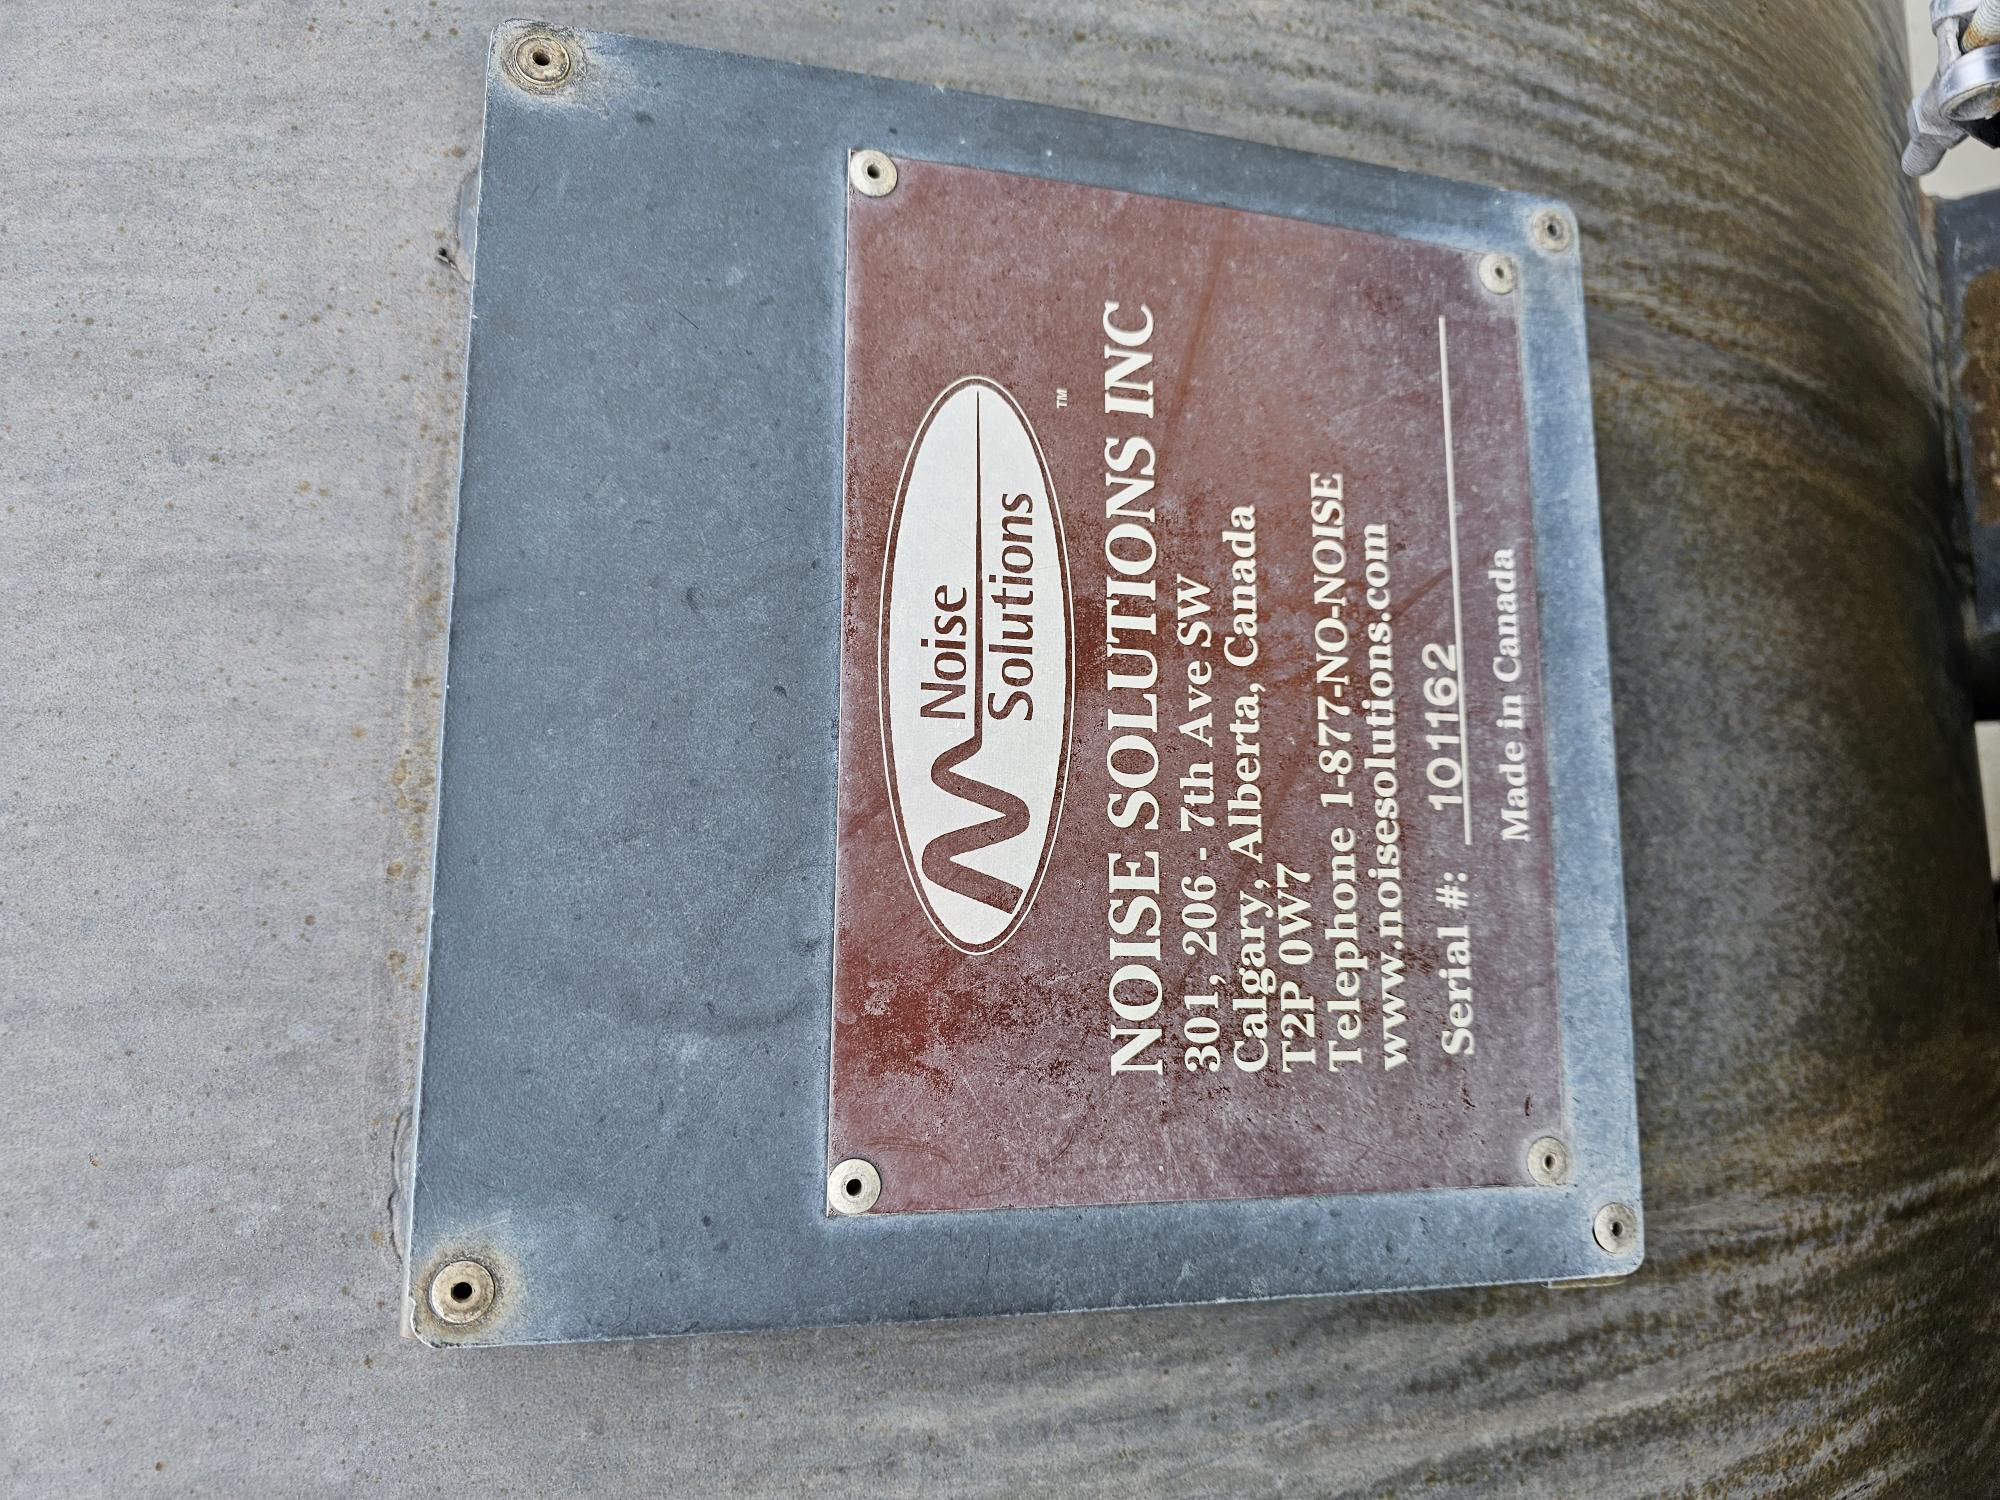 Noise
Solutions
TM
NOISE SOLUTIONS INC
301, 206 - 7th Ave SW
Calgary, Alberta, Canada
T2P 0W7
Telephone 1-877-NO-NOISE
www.noisesolutions.com
Serial #: 101162
Made in Canada